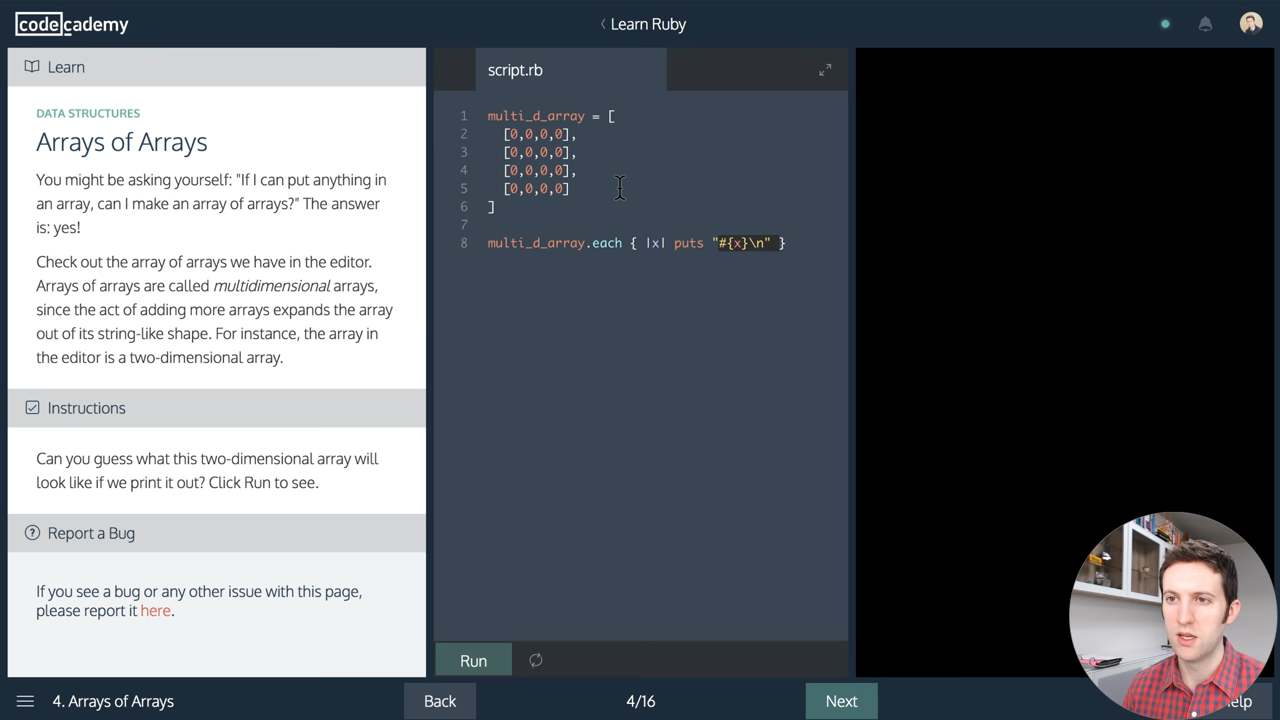 codecademy
Learn Ruby
Learn
DATA STRUCTURES
Arrays of Arrays
You might be asking yourself: "If I can put anything in
an array, can I make an array of arrays?" The answer
is: yes!
Check out the array of arrays we have in the editor.
Arrays of arrays are called multidimensional arrays,
since the act of adding more arrays expands the array
out of its string-like shape. For instance, the array in
the editor is a two-dimensional array.
Instructions
Can you guess what this two-dimensional array will
look like if we print it out? Click Run to see.
Report a Bug
If you see a bug or any other issue with this page,
please report it here.
script.rb
1 multi_d_array = [
2 [0,0,0,0],
3 [0,0,0,0],
4 [0,0,0,0],
5 [0,0,0,0]
6 ]
7
8 multi_d_array.each { |x| puts "#{x}\n" }
Run
4. Arrays of Arrays
Back
4/16
Next